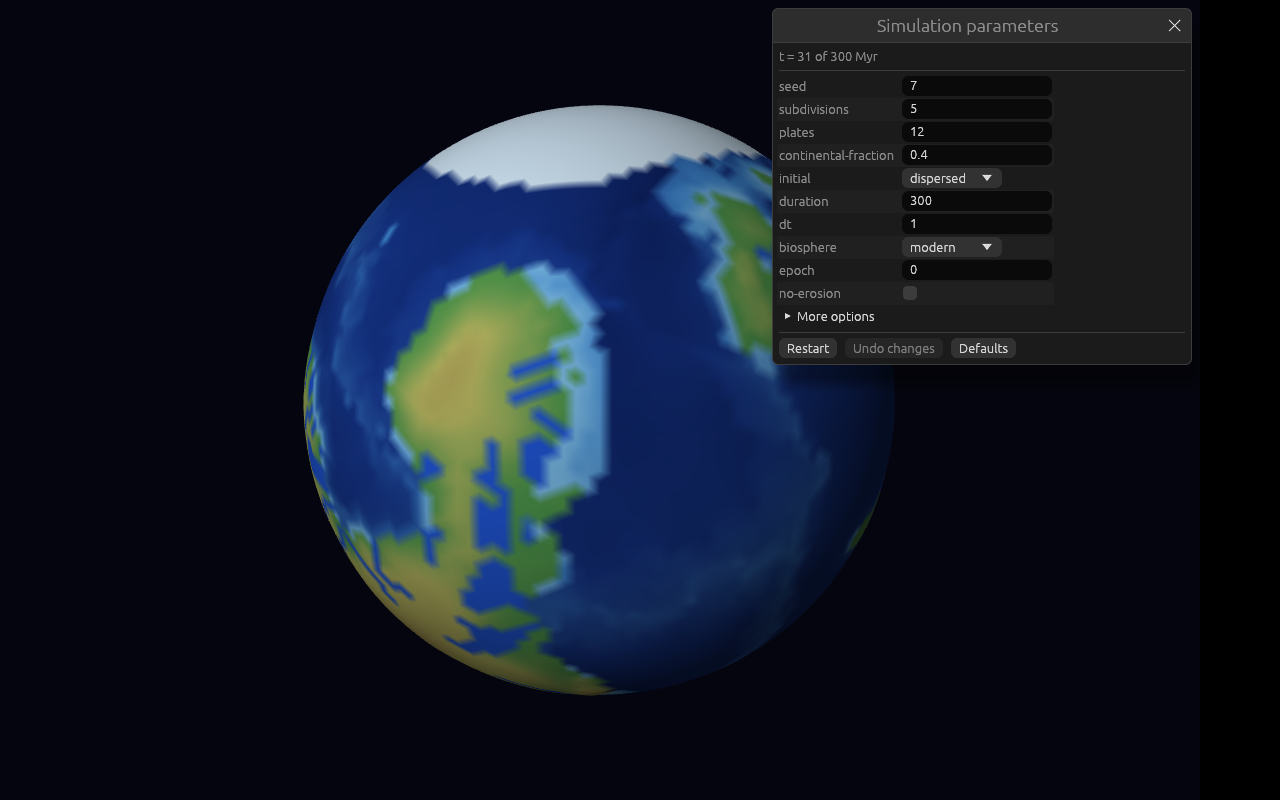 Simulation parameters
t = 31 of 300 Myr
seed 7
subdivisions 5
plates 12
continental-fraction 0.4
initial dispersed
duration 300
dt 1
biosphere modern
epoch 0
no-erosion
More options
Restart Undo changes Defaults